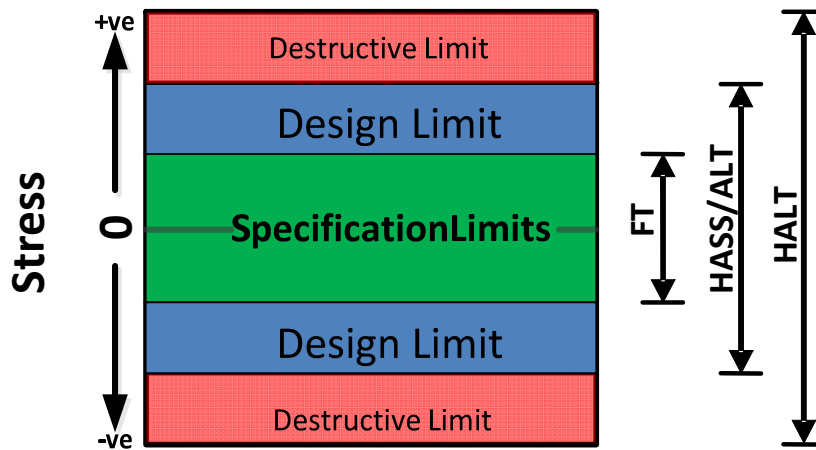 +ve
Destructive Limit
Design Limit
SpecificationLimits
Design Limit
Destructive Limit
-ve
Stress
0
FT
HASS/ALT
HALT